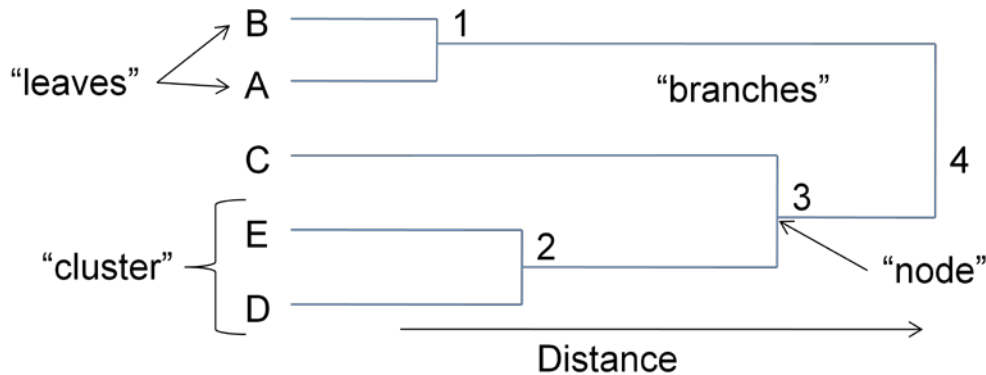 B
1
“leaves”
A
“branches”
C
4
3
E
2
“cluster”
“node”
D
Distance